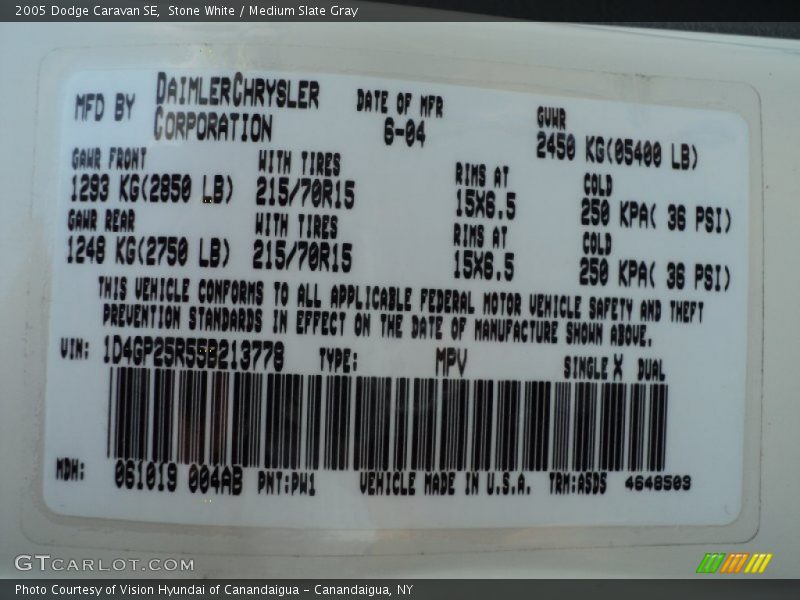 2005 Dodge Caravan SE, Stone White / Medium Slate Gray
MFD BY DAIMLERCHRYSLER CORPORATION DATE OF MFR 6-04 GVWR 2450 KG(05400 LB)
GAWR FRONT WITH TIRES RIMS AT COLD
1293 KG(2850 LB) 215/70R15 15X6.5 250 KPA( 36 PSI)
GAWR REAR WITH TIRES RIMS AT COLD
1248 KG(2750 LB) 215/70R15 15X6.5 250 KPA( 36 PSI)
THIS VEHICLE CONFORMS TO ALL APPLICABLE FEDERAL MOTOR VEHICLE SAFETY AND THEFT
PREVENTION STANDARDS IN EFFECT ON THE DATE OF MANUFACTURE SHOWN ABOVE.
VIN: 1D4GP25R55B213778 TYPE: MPV SINGLE X DUAL
MDH: 061019 004AB PNT:PW1 VEHICLE MADE IN U.S.A. TRM:ASDS 4648503
GTCARLOT.COM
Photo Courtesy of Vision Hyundai of Canandaigua - Canandaigua, NY